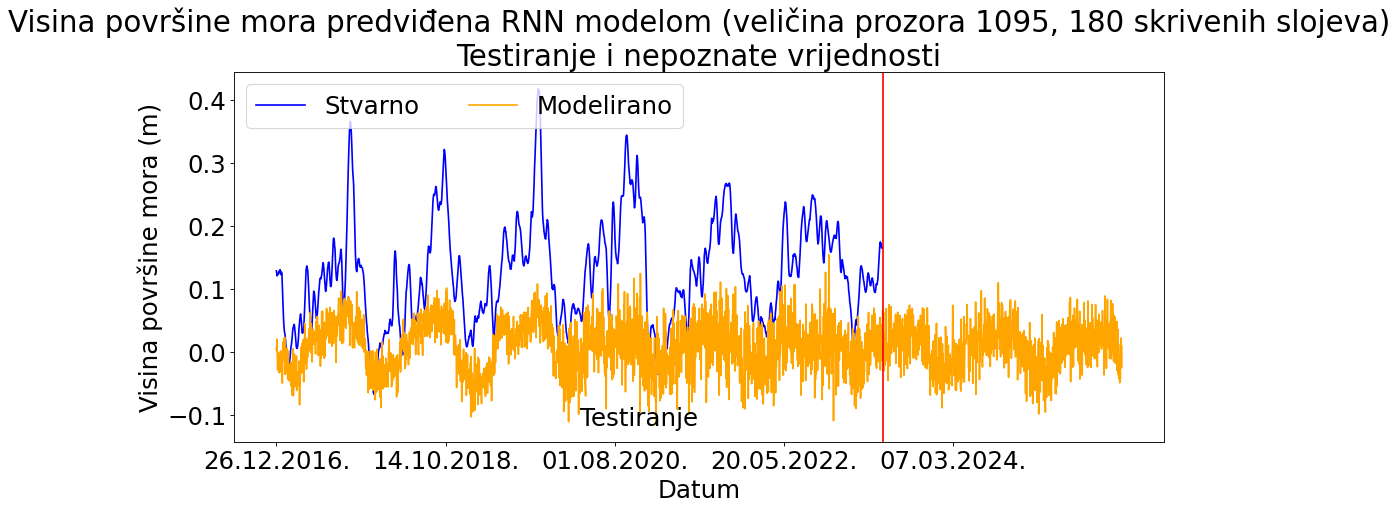 Visina površine mora predviđena RNN modelom (veličina prozora 1095, 180 skrivenih slojeva)
Testiranje i nepoznate vrijednosti
Stvarno
Modelirano
Visina površine mora (m)
0.4
0.3
0.2
0.1
0.0
−0.1
Testiranje
26.12.2016.
14.10.2018.
01.08.2020.
20.05.2022.
07.03.2024.
Datum